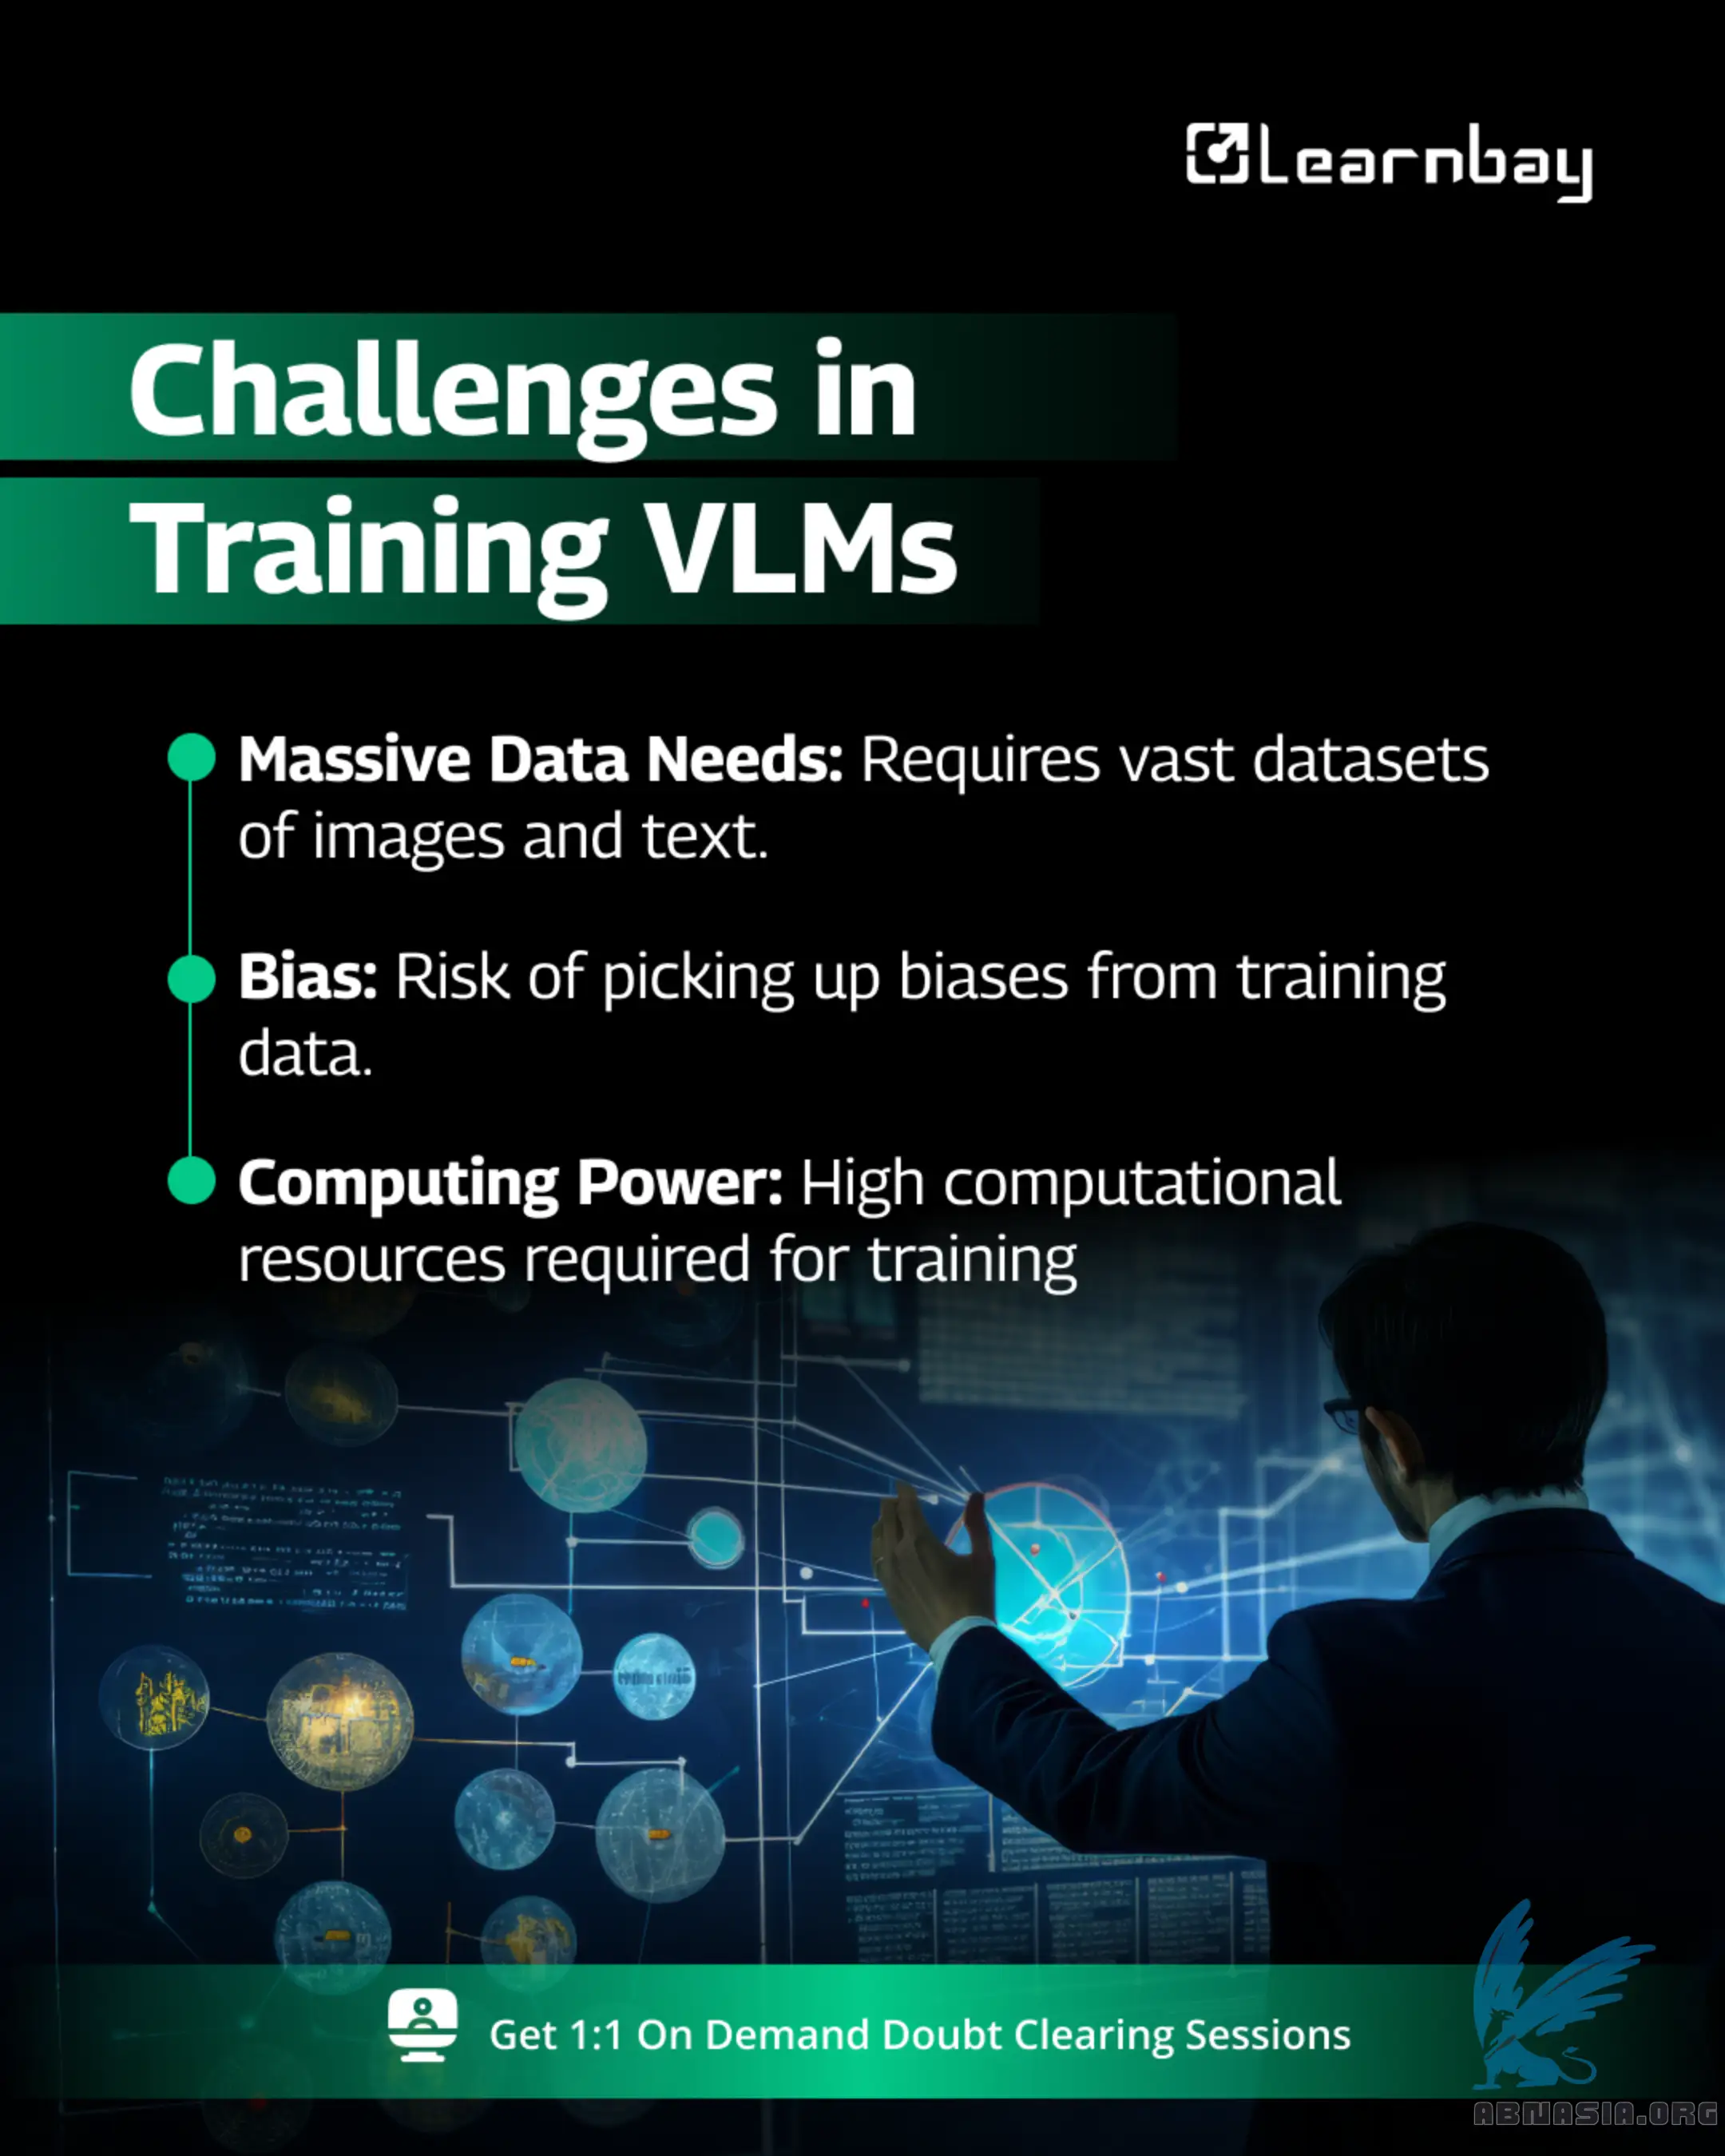 Learnbay
Challenges in
Training VLMs
Massive Data Needs: Requires vast datasets
of images and text.
Bias: Risk of picking up biases from training
data.
Computing Power: High computational
resources required for training
Get 1:1 On Demand Doubt Clearing Sessions
ABNASIA.ORG